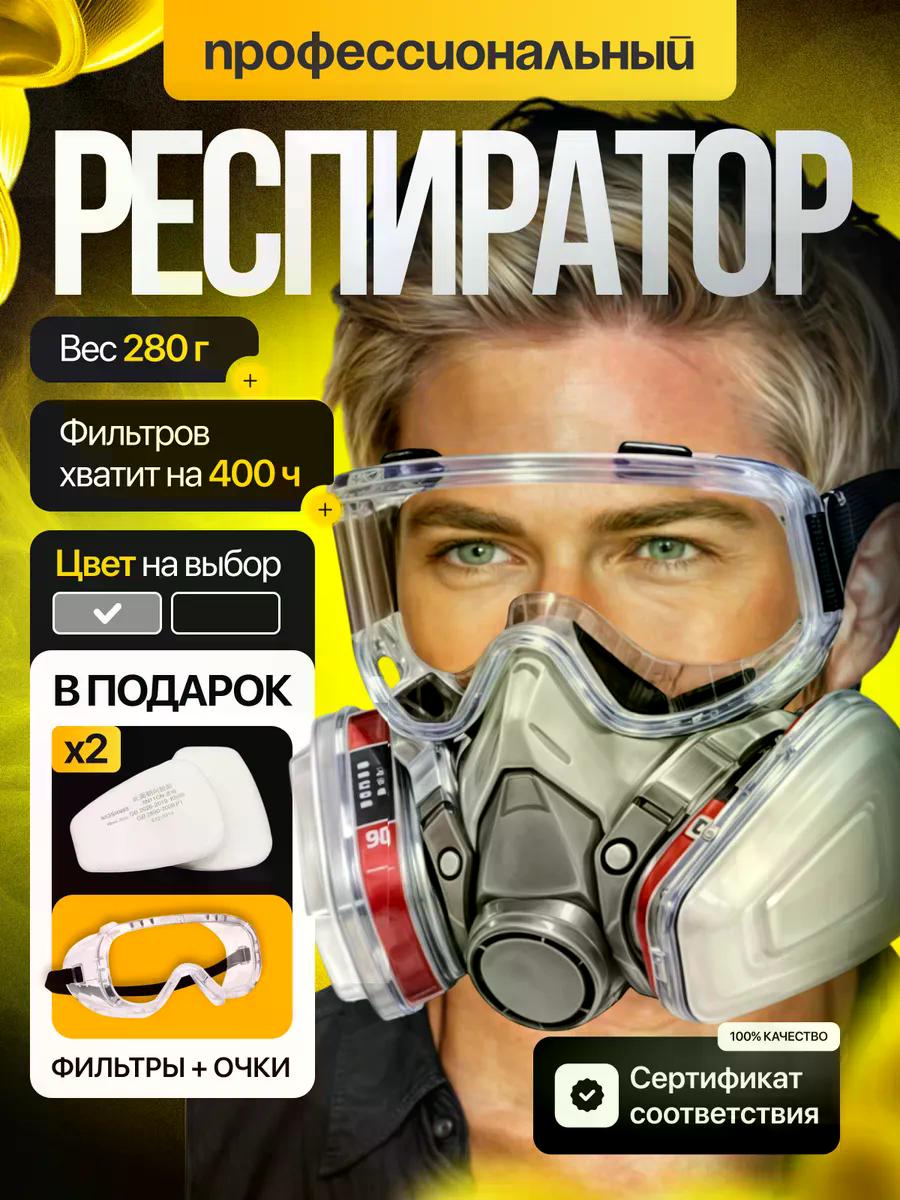 профессиональный
РЕСПИРАТОР
Вес 280 г
+
Фильтров
хватит на 400 ч
+
Цвет на выбор
В ПОДАРОК
x2
90
ФИЛЬТРЫ + ОЧКИ
100% КАЧЕСТВО
Сертификат
соответствия